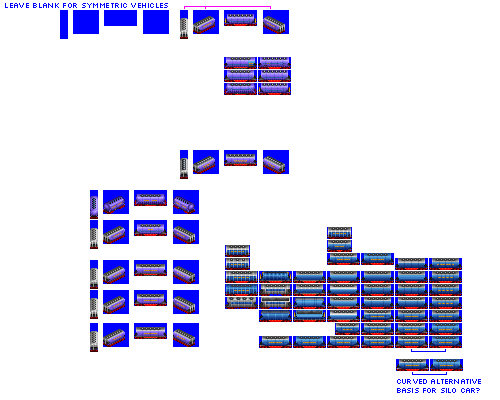 LEAVE BLANK FOR SYMMETRIC VEHICLES
CURVED ALTERNATIVE
BASIS FOR SILO CAR?